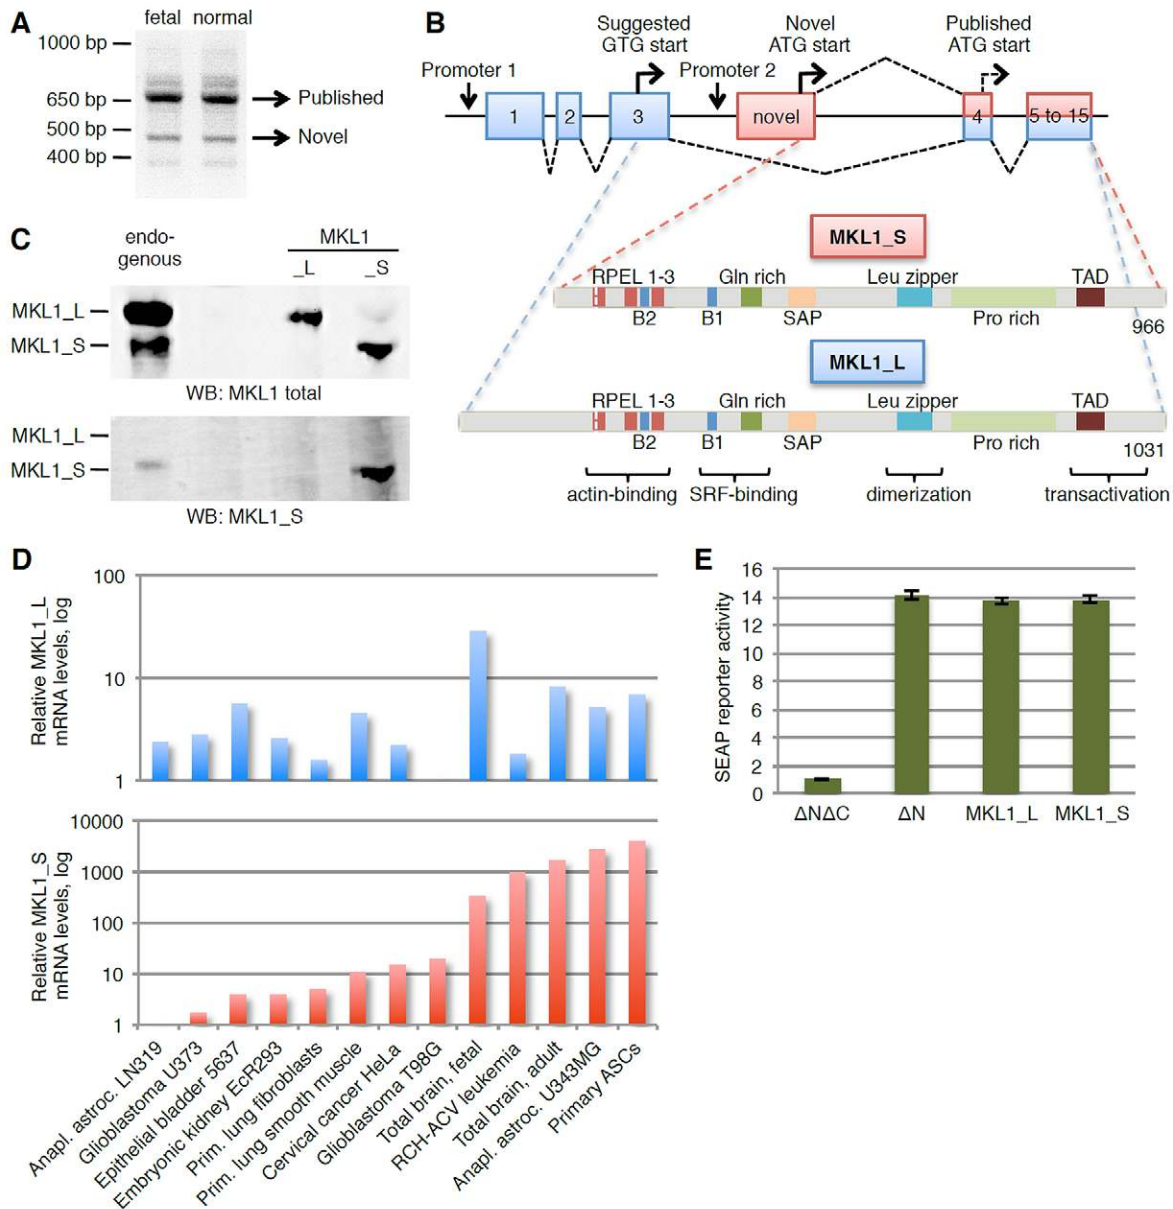 A
fetal normal
1000 bp
650 bp
500 bp
400 bp
Published
Novel
B
Suggested
GTG start
Novel
ATG start
Published
ATG start
Promoter 1
Promoter 2
1
2
3
novel
4
5 to 15
MKL1_S
RPEL 1-3
Gln rich
Leu zipper
TAD
B2
B1
SAP
Pro rich
966
MKL1_L
RPEL 1-3
Gln rich
Leu zipper
TAD
B2
B1
SAP
Pro rich
1031
actin-binding
SRF-binding
dimerization
transactivation
C
endo-
genous
MKL1
_L
_S
MKL1_L
MKL1_S
WB: MKL1 total
MKL1_L
MKL1_S
WB: MKL1_S
D
Relative MKL1_L
mRNA levels, log
100
10
1
Relative MKL1_S
mRNA levels, log
10000
1000
100
10
1
Anapl. astroc. LN319
Glioblastoma U373
Epithelial bladder 5637
Embryonic kidney EcR293
Prim. lung fibroblasts
Prim. lung smooth muscle
Cervical cancer HeLa
Glioblastoma T98G
Total brain, fetal
RCH-ACV leukemia
Total brain, adult
Anapl. astroc. U343MG
Primary ASCs
E
SEAP reporter activity
16
14
12
10
8
6
4
2
0
ΔNΔC
ΔN
MKL1_L
MKL1_S